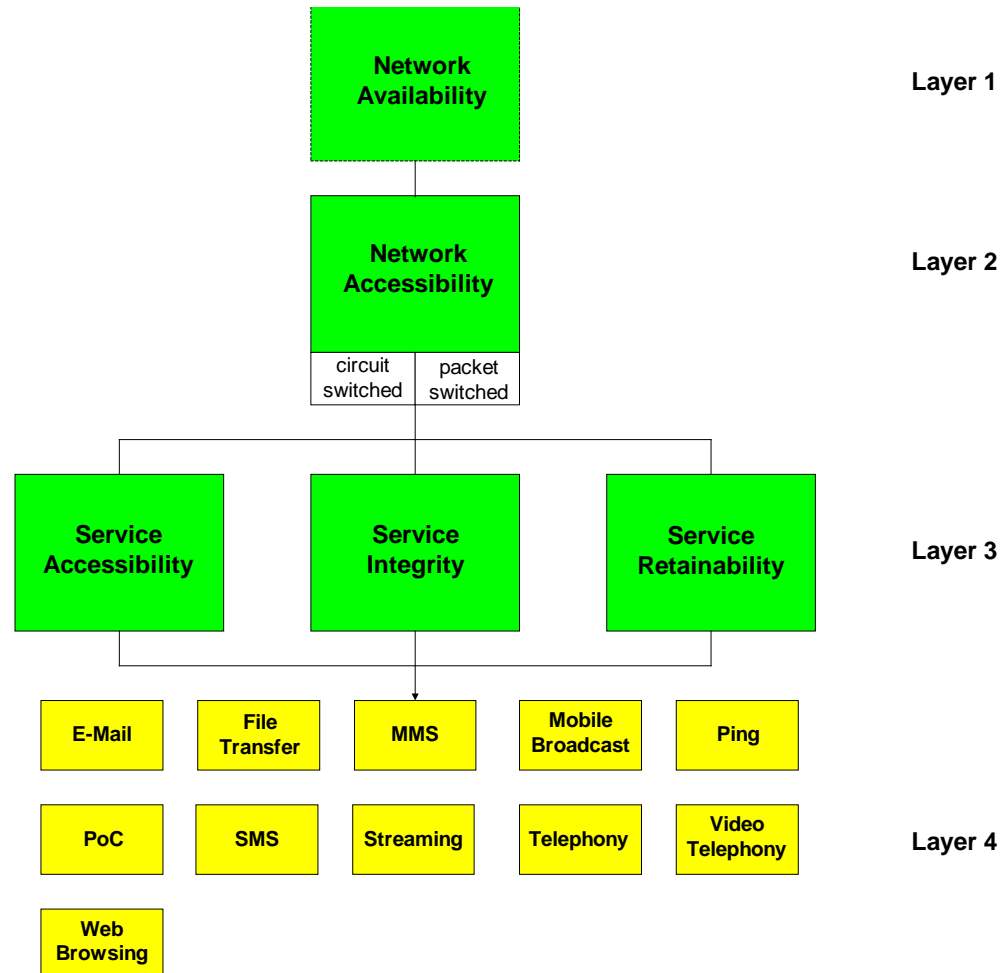 Network
Availability
Layer 1
Network
Accessibility
Layer 2
circuit
switched
packet
switched
Service
Accessibility
Service
Integrity
Service
Retainability
Layer 3
E-Mail
File
Transfer
MMS
Mobile
Broadcast
Ping
PoC
SMS
Streaming
Telephony
Video
Telephony
Layer 4
Web
Browsing